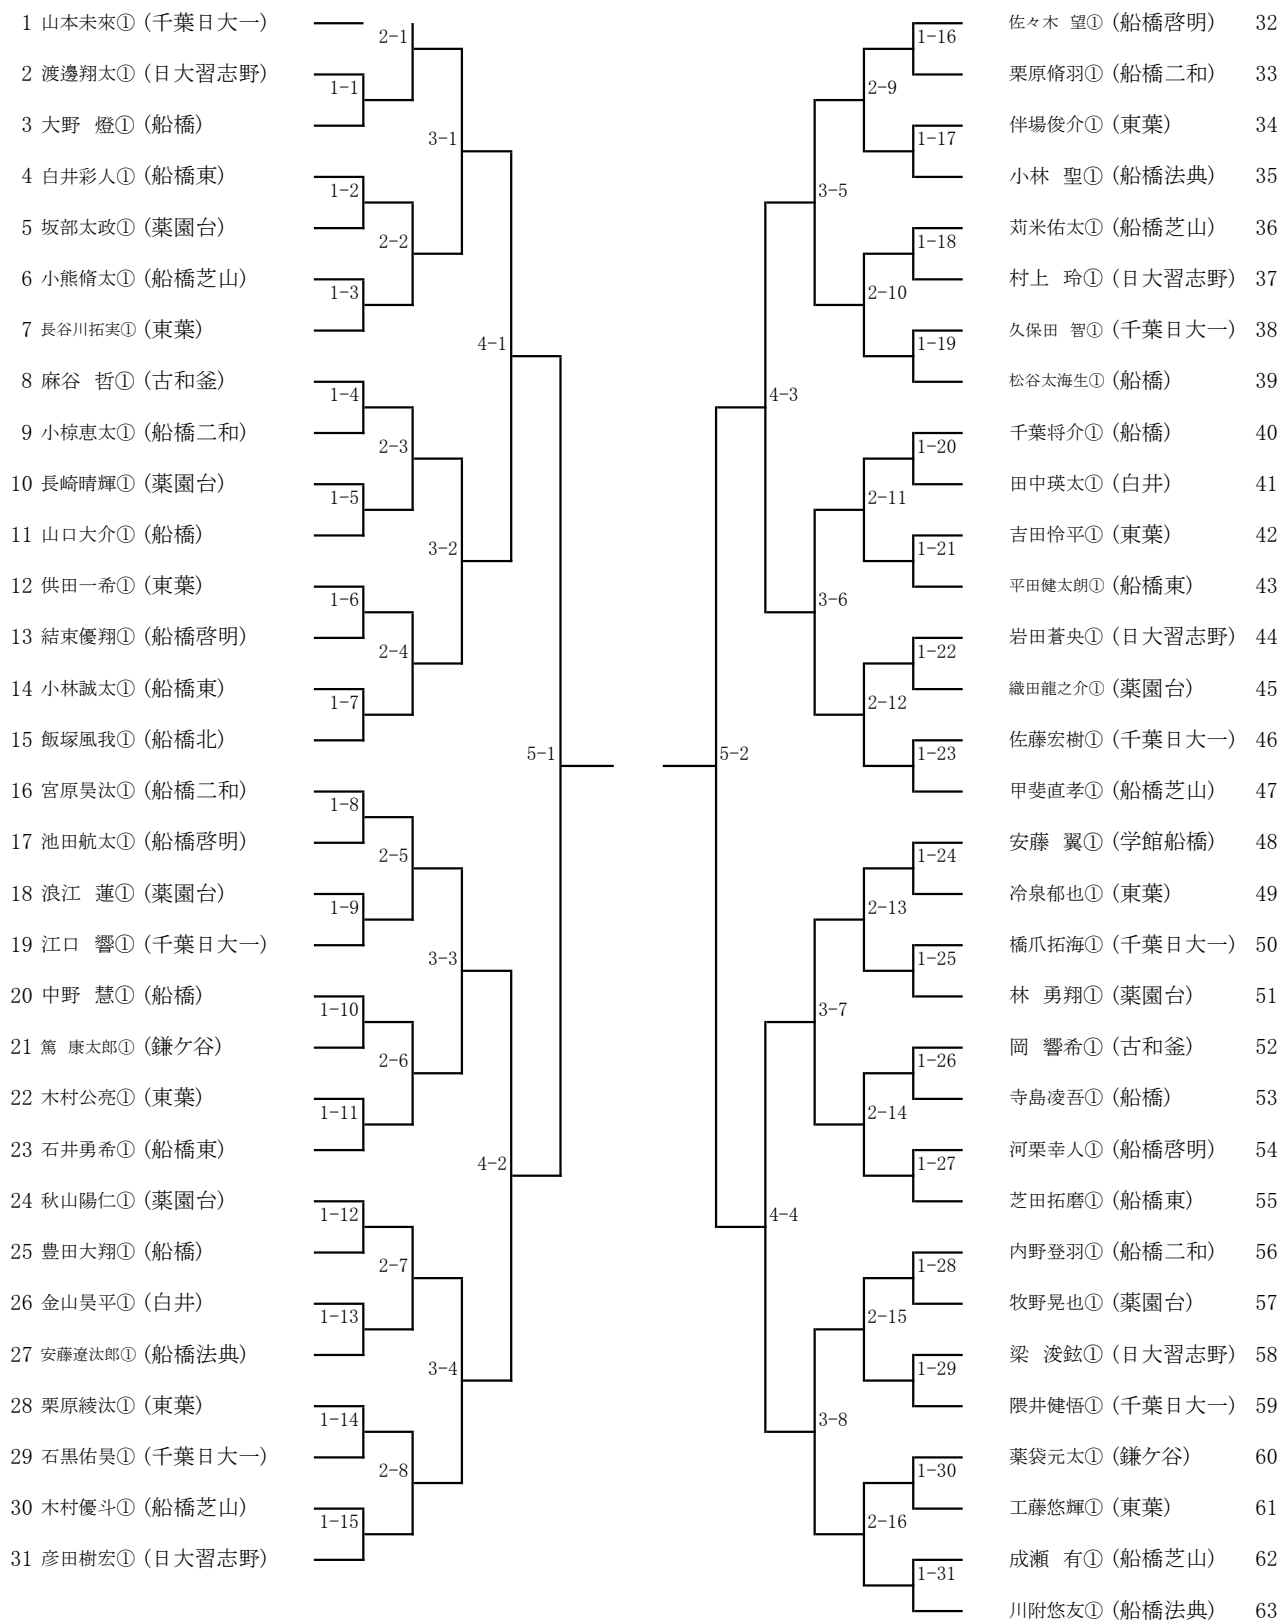 1 山本未來① (千葉日大一)
2-1
2 渡邊翔太① (日大習志野)
1-1
3 大野 燈① (船橋)
3-1
4 白井彩人① (船橋東)
1-2
5 坂部太政① (薬園台)
2-2
6 小熊脩太① (船橋芝山)
1-3
7 長谷川拓実① (東葉)
4-1
8 麻谷 哲① (古和釜)
1-4
9 小椋恵太① (船橋二和)
2-3
10 長崎晴輝① (薬園台)
1-5
11 山口大介① (船橋)
3-2
12 供田一希① (東葉)
1-6
13 結束優翔① (船橋啓明)
2-4
14 小林誠太① (船橋東)
1-7
15 飯塚風我① (船橋北)
5-1
16 宮原昊汰① (船橋二和)
1-8
17 池田航太① (船橋啓明)
2-5
18 浪江 蓮① (薬園台)
1-9
19 江口 響① (千葉日大一)
3-3
20 中野 慧① (船橋)
1-10
21 篤 康太郎① (鎌ケ谷)
2-6
22 木村公亮① (東葉)
1-11
23 石井勇希① (船橋東)
4-2
24 秋山陽仁① (薬園台)
1-12
25 豊田大翔① (船橋)
2-7
26 金山昊平① (白井)
1-13
27 安藤遼汰郎① (船橋法典)
3-4
28 栗原綾汰① (東葉)
1-14
29 石黒佑昊① (千葉日大一)
2-8
30 木村優斗① (船橋芝山)
1-15
31 彦田樹宏① (日大習志野)
佐々木 望① (船橋啓明) 32
1-16
栗原脩羽① (船橋二和) 33
2-9
伴場俊介① (東葉) 34
1-17
小林 聖① (船橋法典) 35
3-5
苅米佑太① (船橋芝山) 36
1-18
村上 玲① (日大習志野) 37
2-10
久保田 智① (千葉日大一) 38
1-19
松谷太海生① (船橋) 39
4-3
千葉将介① (船橋) 40
1-20
田中瑛太① (白井) 41
2-11
吉田怜平① (東葉) 42
1-21
平田健太朗① (船橋東) 43
3-6
岩田蒼央① (日大習志野) 44
1-22
織田龍之介① (薬園台) 45
2-12
佐藤宏樹① (千葉日大一) 46
1-23
5-2
甲斐直孝① (船橋芝山) 47
安藤 翼① (学館船橋) 48
1-24
冷泉郁也① (東葉) 49
2-13
橋爪拓海① (千葉日大一) 50
1-25
林 勇翔① (薬園台) 51
3-7
岡 響希① (古和釜) 52
1-26
寺島凌吾① (船橋) 53
2-14
河栗幸人① (船橋啓明) 54
1-27
芝田拓磨① (船橋東) 55
4-4
内野登羽① (船橋二和) 56
1-28
牧野晃也① (薬園台) 57
2-15
梁 浚鉉① (日大習志野) 58
1-29
隈井健悟① (千葉日大一) 59
3-8
薬袋元太① (鎌ケ谷) 60
1-30
工藤悠輝① (東葉) 61
2-16
成瀬 有① (船橋芝山) 62
1-31
川附悠友① (船橋法典) 63